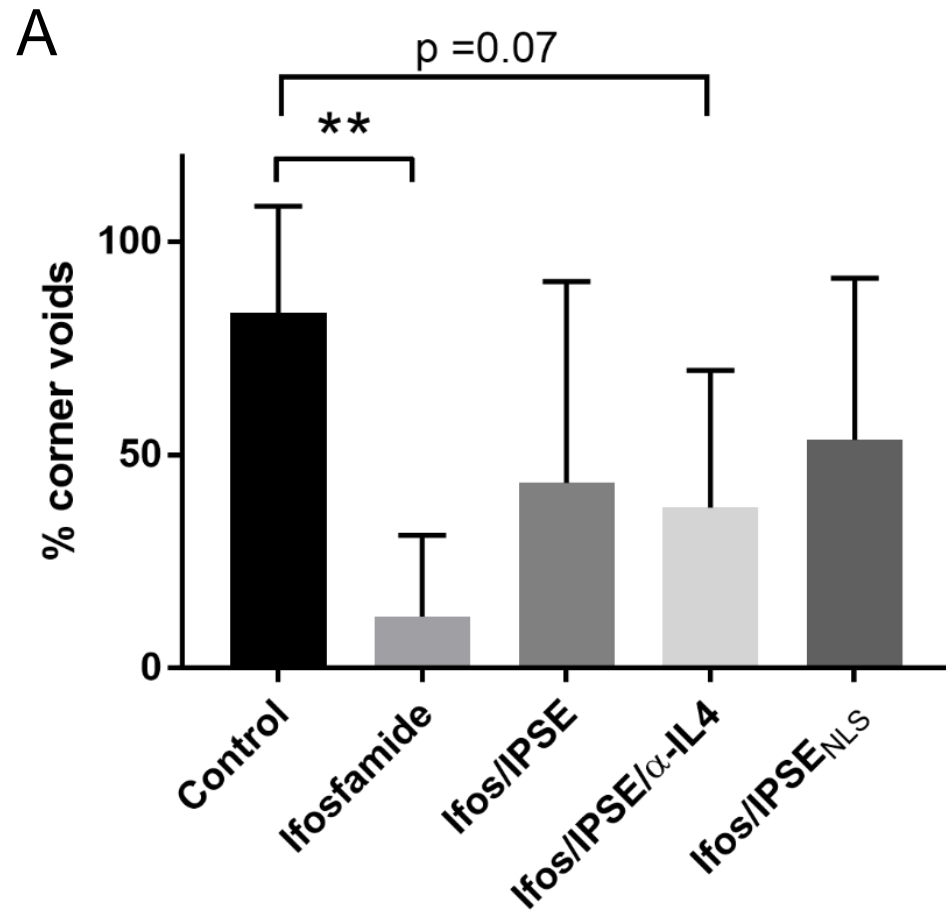 A
p =0.07
**
% corner voids
100
50
0
Control
Ifosfamide
Ifos/IPSE
Ifos/IPSE/α-IL4
Ifos/IPSENLS